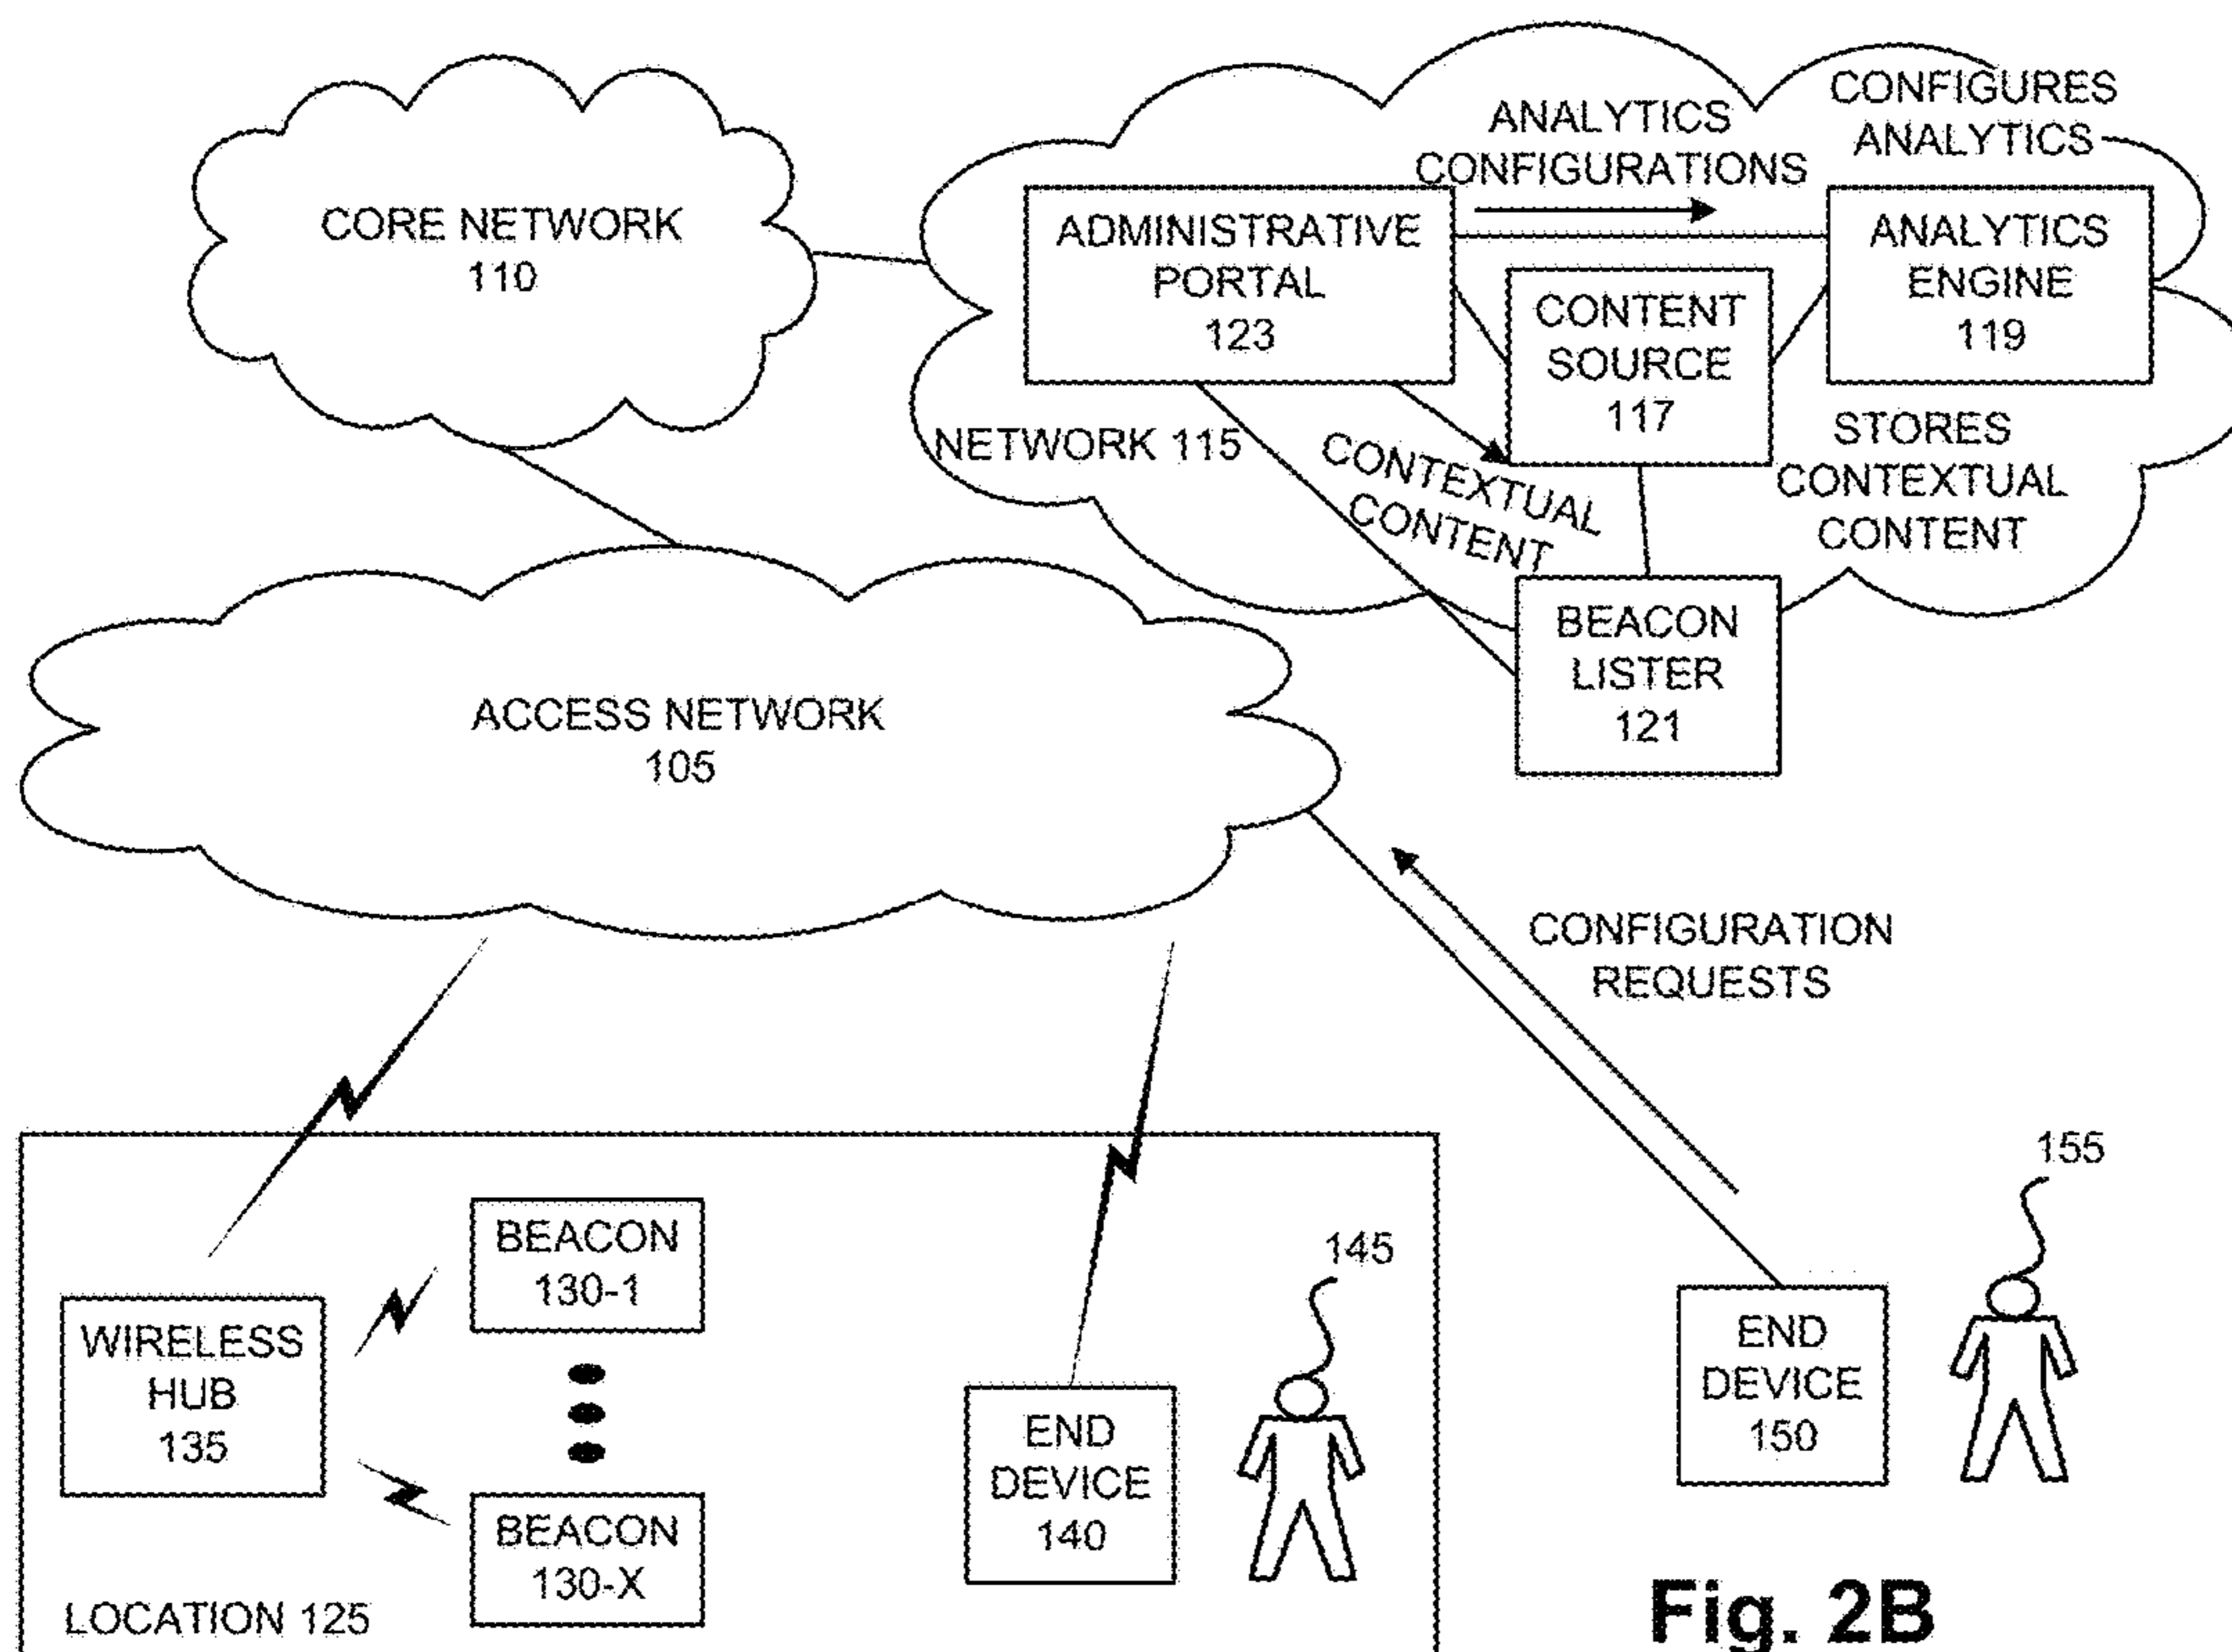 CORE NETWORK
110
ANALYTICS
CONFIGURATIONS
CONFIGURES
ANALYTICS
ADMINISTRATIVE
PORTAL
123
CONTENT
SOURCE
117
ANALYTICS
ENGINE
119
NETWORK 115
CONTEXTUAL
CONTENT
STORES
CONTEXTUAL
CONTENT
BEACON
LISTER
121
ACCESS NETWORK
105
CONFIGURATION
REQUESTS
155
145
BEACON
130-1
WIRELESS
HUB
135
BEACON
130-X
END
DEVICE
140
END
DEVICE
150
LOCATION 125
Fig. 2B